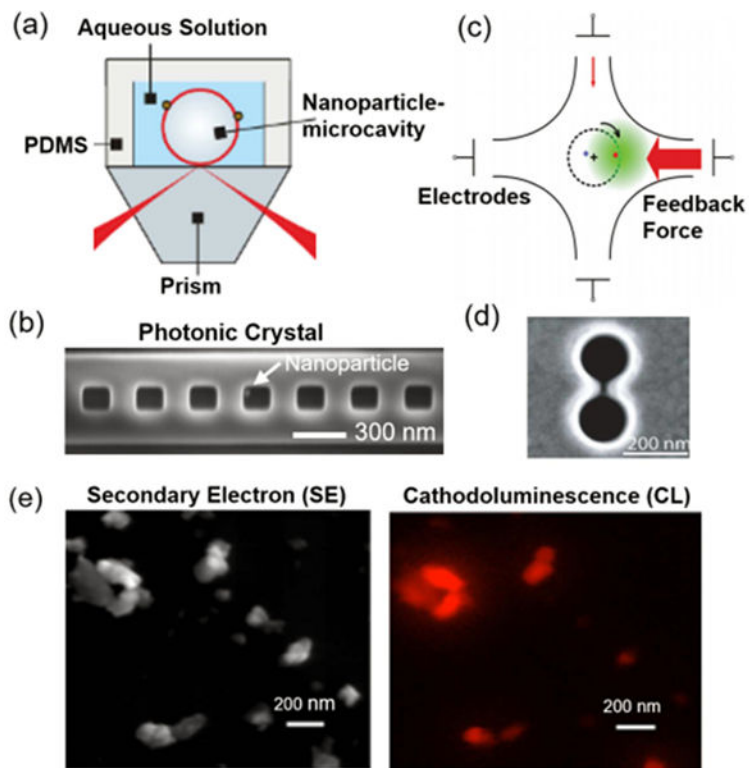 (a)
Aqueous Solution
Nanoparticle-
microcavity
PDMS
Prism
(c)
Electrodes
Feedback
Force
(b)
Photonic Crystal
Nanoparticle
300 nm
(d)
200 nm
(e)
Secondary Electron (SE)
200 nm
Cathodoluminescence (CL)
200 nm